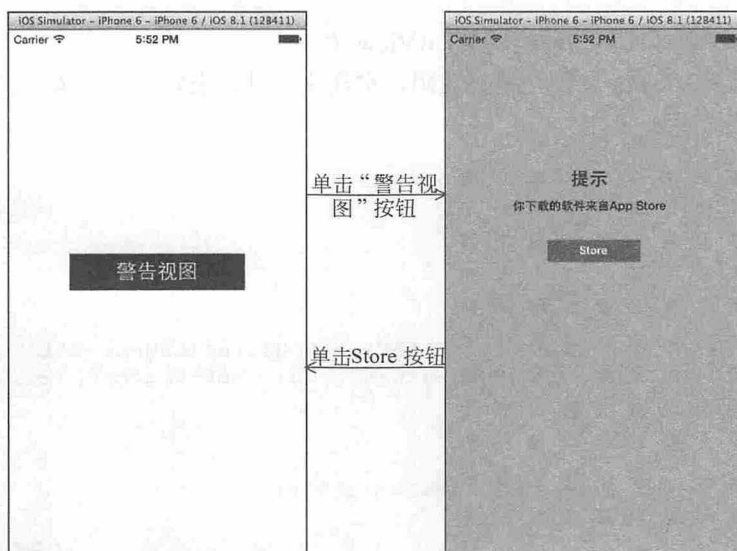 iOS Simulator - iPhone 6 - iPhone 6 / iOS 8.1 (12B411)
Carrier
5:52 PM
警告视图
单击“警告视
图”按钮
单击Store 按钮
iOS Simulator - iPhone 6 - iPhone 6 / iOS 8.1 (12B411)
Carrier
5:52 PM
提示
你下载的软件来自App Store
Store